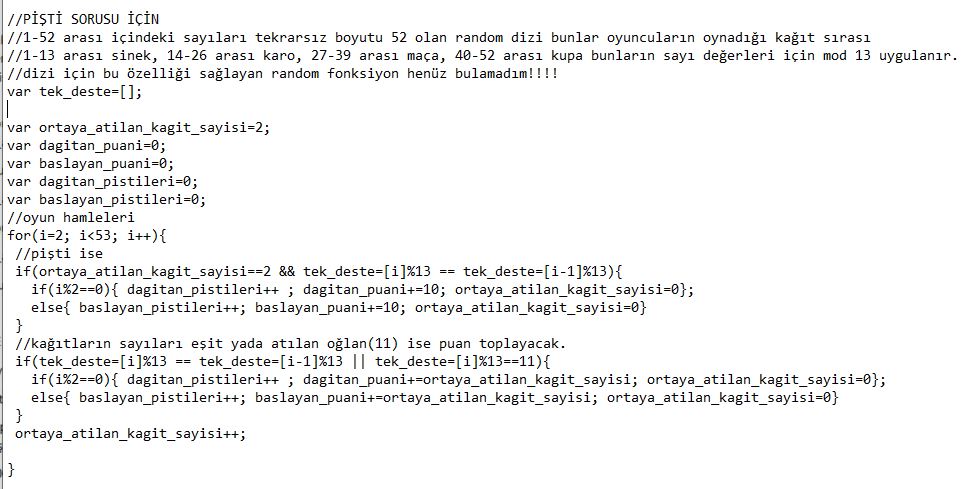 //PİŞTİ SORUSU İÇİN
//1-52 arası içindeki sayıları tekrarsız boyutu 52 olan random dizi bunlar oyuncuların oynadığı kağıt sırası
//1-13 arası sinek, 14-26 arası karo, 27-39 arası maça, 40-52 arası kupa bunların sayı değerleri için mod 13 uygulanır.
//dizi için bu özelliği sağlayan random fonksiyon henüz bulamadım!!!!
var tek_deste=[];
var ortaya_atilan_kagit_sayisi=2;
var dagitan_puani=0;
var baslayan_puani=0;
var dagitan_pistileri=0;
var baslayan_pistileri=0;
//oyun hamleleri
for(i=2; i<53; i++){
//pişti ise
if(ortaya_atilan_kagit_sayisi==2 && tek_deste=[i]%13 == tek_deste=[i-1]%13){
if(i%2==0){ dagitan_pistileri++ ; dagitan_puani+=10; ortaya_atilan_kagit_sayisi=0};
else{ baslayan_pistileri++; baslayan_puani+=10; ortaya_atilan_kagit_sayisi=0}
}
//kağıtların sayıları eşit yada atılan oğlan(11) ise puan toplayacak.
if(tek_deste=[i]%13 == tek_deste=[i-1]%13 || tek_deste=[i]%13==11){
if(i%2==0){ dagitan_pistileri++ ; dagitan_puani+=ortaya_atilan_kagit_sayisi; ortaya_atilan_kagit_sayisi=0};
else{ baslayan_pistileri++; baslayan_puani+=ortaya_atilan_kagit_sayisi; ortaya_atilan_kagit_sayisi=0}
}
ortaya_atilan_kagit_sayisi++;
}